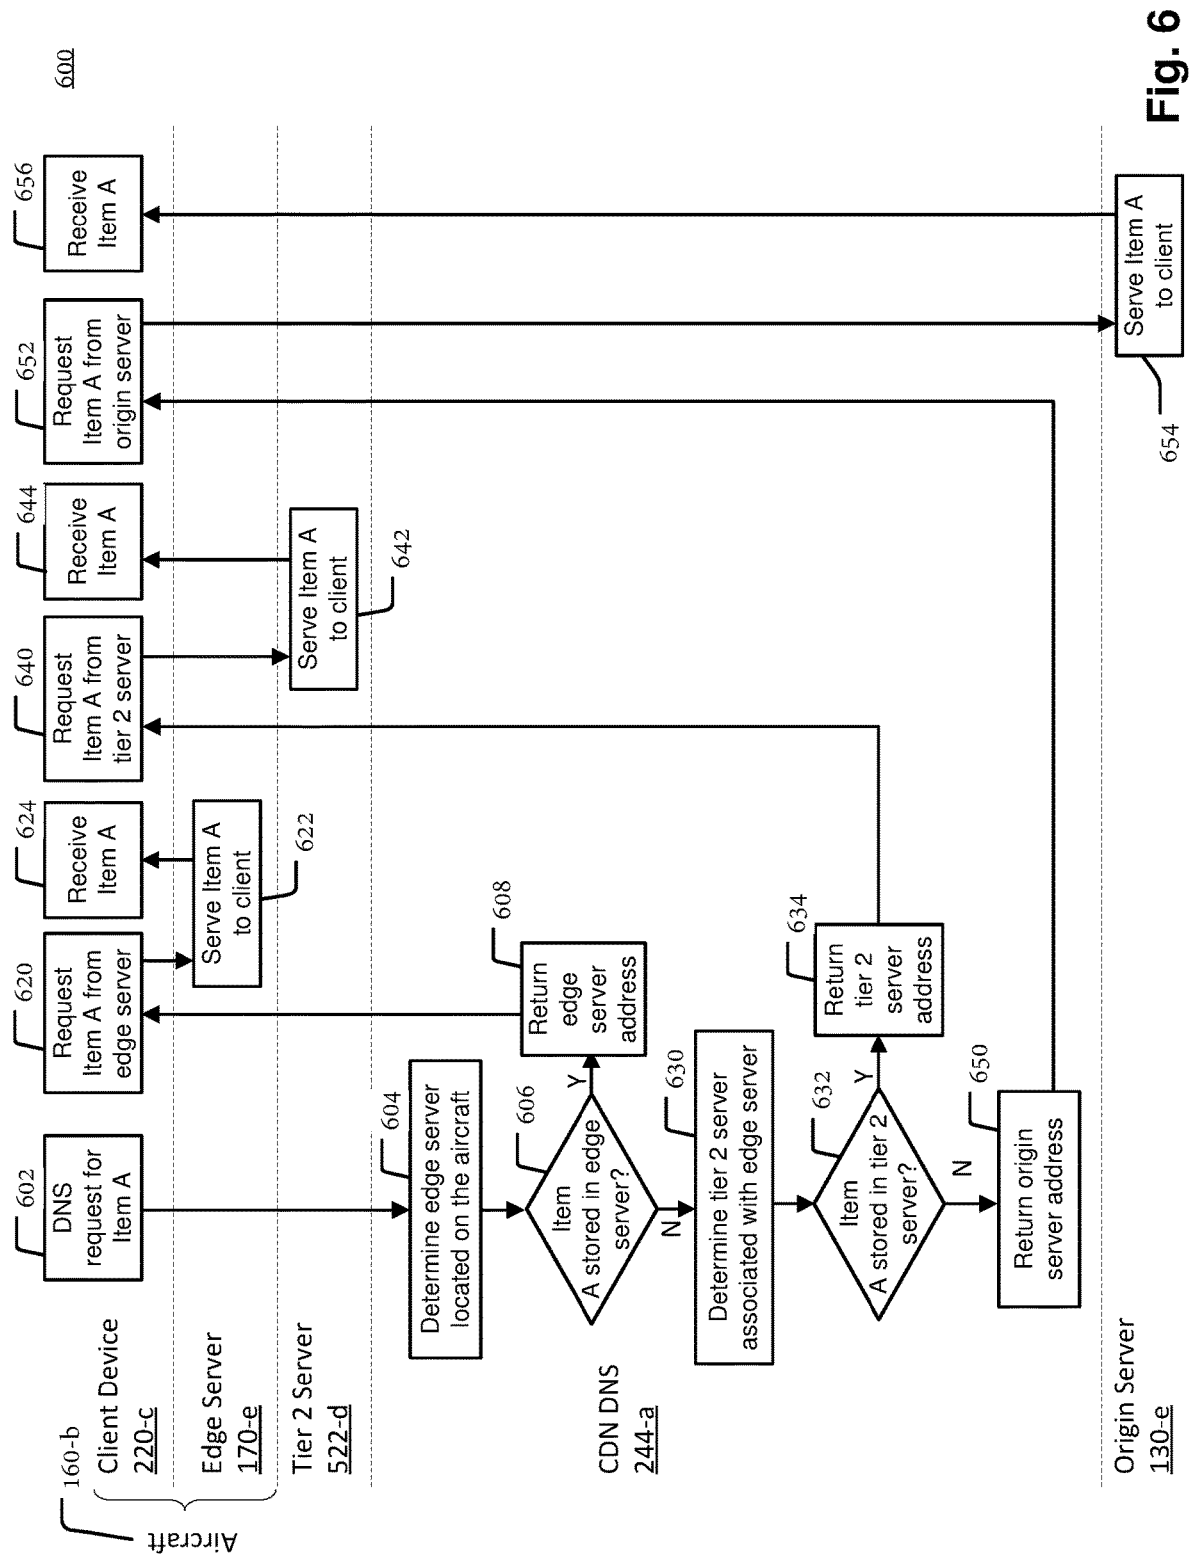 600
Fig. 6
Aircraft
160-b
Client Device
220-c
602
DNS
request for
Item A
620
Request
Item A from
edge server
624
Receive
Item A
640
Request
Item A from
tier 2 server
644
Receive
Item A
652
Request
Item A from
origin server
656
Receive
Item A
Edge Server
170-e
Serve Item A
to client
622
Tier 2 Server
522-d
Serve Item A
to client
642
CDN DNS
244-a
604
Determine edge server
located on the aircraft
606
Item
A stored in edge
server?
Y
N
608
Return
edge
server
address
630
Determine tier 2 server
associated with edge server
632
Item
A stored in tier 2
server?
Y
N
634
Return
tier 2
server
address
650
Return origin
server address
Origin Server
130-e
Serve Item A
to client
654